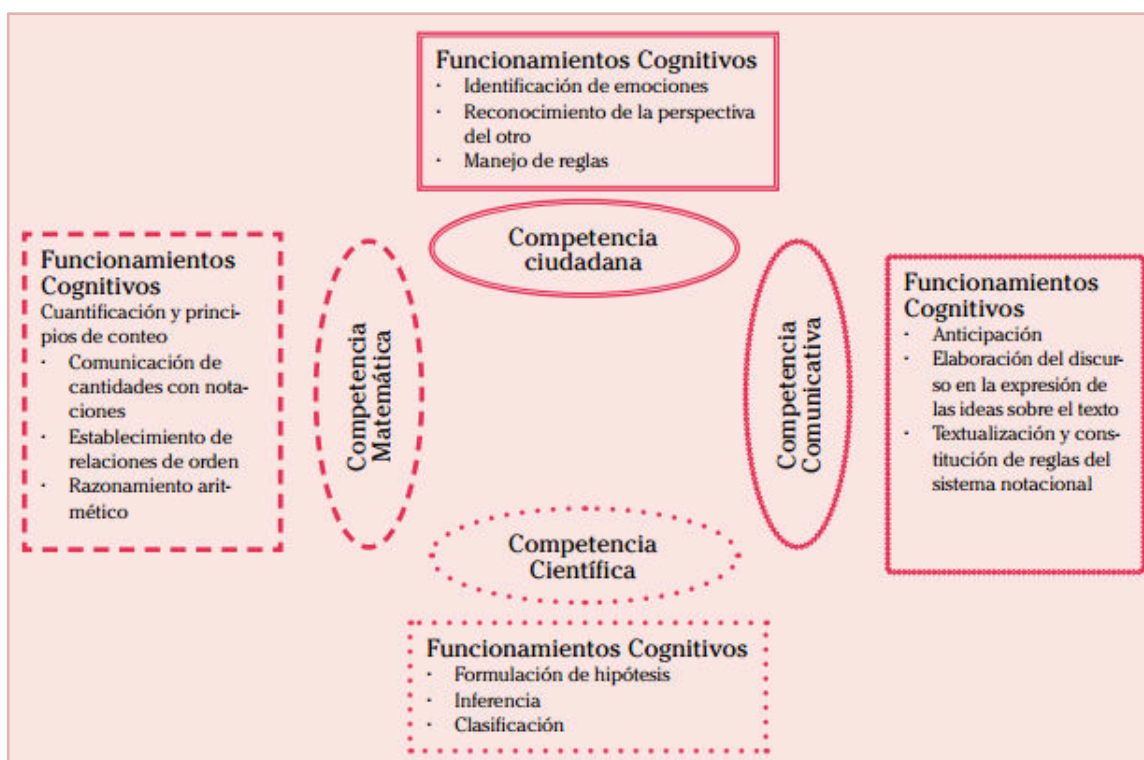 Funcionamientos Cognitivos
· Identificación de emociones
· Reconocimiento de la perspectiva
del otro
· Manejo de reglas
Competencia
ciudadana
Funcionamientos
Cognitivos
Cuantificación y princi-
pios de conteo
· Comunicación de
cantidades con nota-
ciones
· Establecimiento de
relaciones de orden
· Razonamiento arit-
mético
Competencia
Matemática
Competencia
Comunicativa
Funcionamientos
Cognitivos
· Anticipación
· Elaboración del discur-
so en la expresión de
las ideas sobre el texto
· Textualización y cons-
titución de reglas del
sistema notacional
Competencia
Científica
Funcionamientos Cognitivos
· Formulación de hipótesis
· Inferencia
· Clasificación